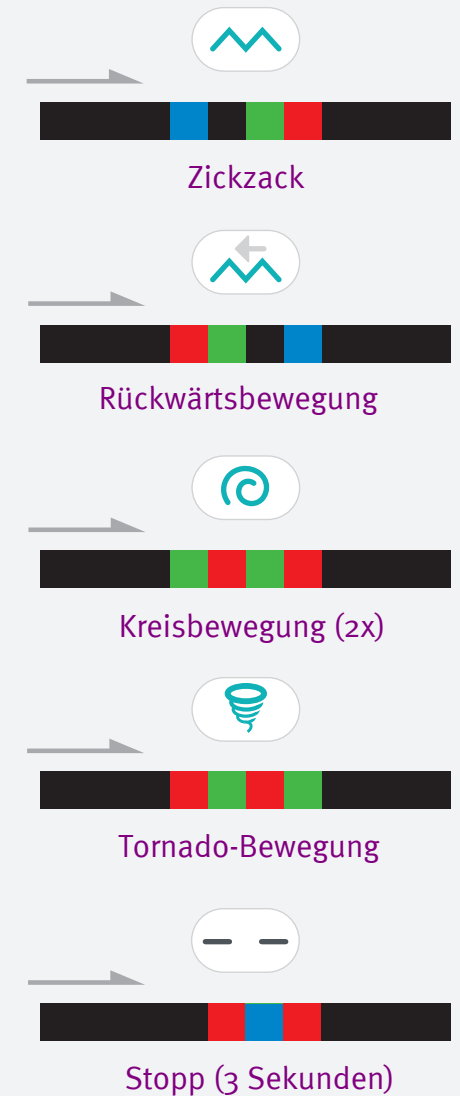 Zickzack
Rückwärtsbewegung
Kreisbewegung (2x)
Tornado-Bewegung
Stopp (3 Sekunden)